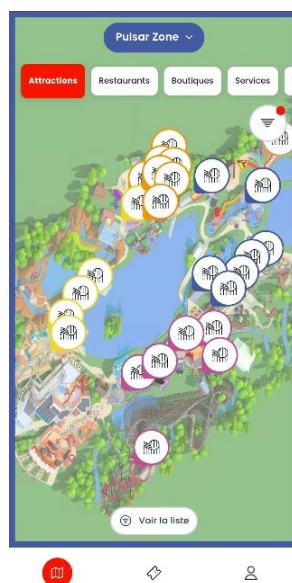 Pulsar Zone
Attractions
Restaurants
Boutiques
Services
Voir la liste